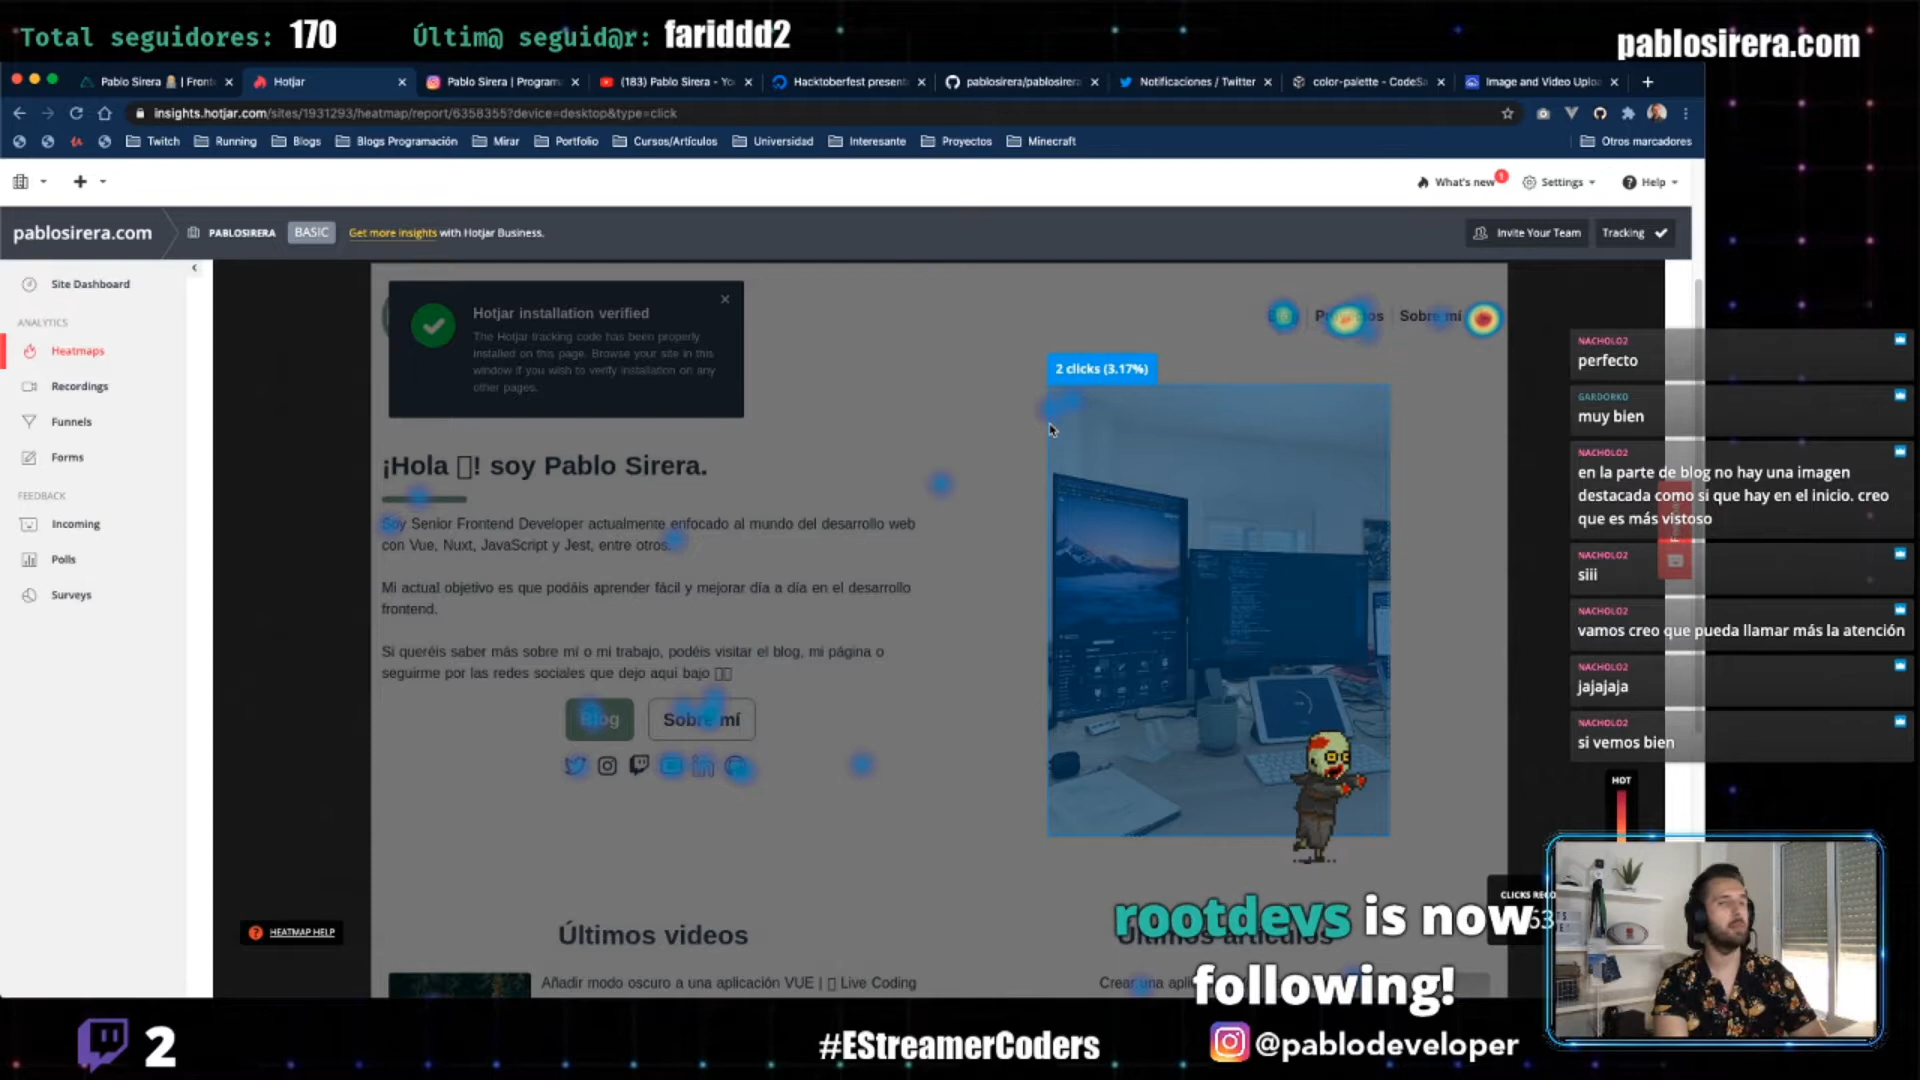 Total seguidores: 170
Últim@ seguid@r: fariddd2
pablosirera.com
Pablo Sirera | Front
Hotjar
Pablo Sirera | Program
(183) Pablo Sirera - Yo
Hacktoberfest present
pablosirera/pablosirera
Notificaciones / Twitter
color-palette - CodeSa
Image and Video Uploa
insights.hotjar.com/sites/1931293/heatmap/report/6358355?device=desktop&type=click
Twitch
Running
Blogs
Blogs Programación
Mirar
Portfolio
Cursos/Artículos
Universidad
Interesante
Proyectos
Minecraft
Otros marcadores
What's new
1
Settings
Help
pablosirera.com
PABLOSIRERA
BASIC
Get more insights with Hotjar Business.
Invite Your Team
Tracking
Site Dashboard
ANALYTICS
Heatmaps
Recordings
Funnels
Forms
FEEDBACK
Incoming
Polls
Surveys
Hotjar installation verified
The Hotjar tracking code has been properly
installed on this page. Browse your site in this
window if you wish to verify installation on any
other pages.
Blog
Sobre mí
2 clicks (3.17%)
¡Hola ! soy Pablo Sirera.
Soy Senior Frontend Developer actualmente enfocado al mundo del desarrollo web
con Vue, Nuxt, JavaScript y Jest, entre otros.
Mi actual objetivo es que podáis aprender fácil y mejorar día a día en el desarrollo
frontend.
Si queréis saber más sobre mí o mi trabajo, podéis visitar el blog, mi página o
seguirme por las redes sociales que dejo aquí bajo
Blog
Sobre mí
Últimos videos
Añadir modo oscuro a una aplicación VUE | Live Coding
Últimos artículos
Crear una apli
HEATMAP HELP
NACHOLO2
perfecto
GARDORKO
muy bien
NACHOLO2
en la parte de blog no hay una imagen
destacada como si que hay en el inicio. creo
que es más vistoso
NACHOLO2
siii
NACHOLO2
vamos creo que pueda llamar más la atención
NACHOLO2
jajajaja
NACHOLO2
si vemos bien
HOT
CLICKS REC
63
rootdevs is now
following!
2
#EStreamerCoders
@pablodeveloper